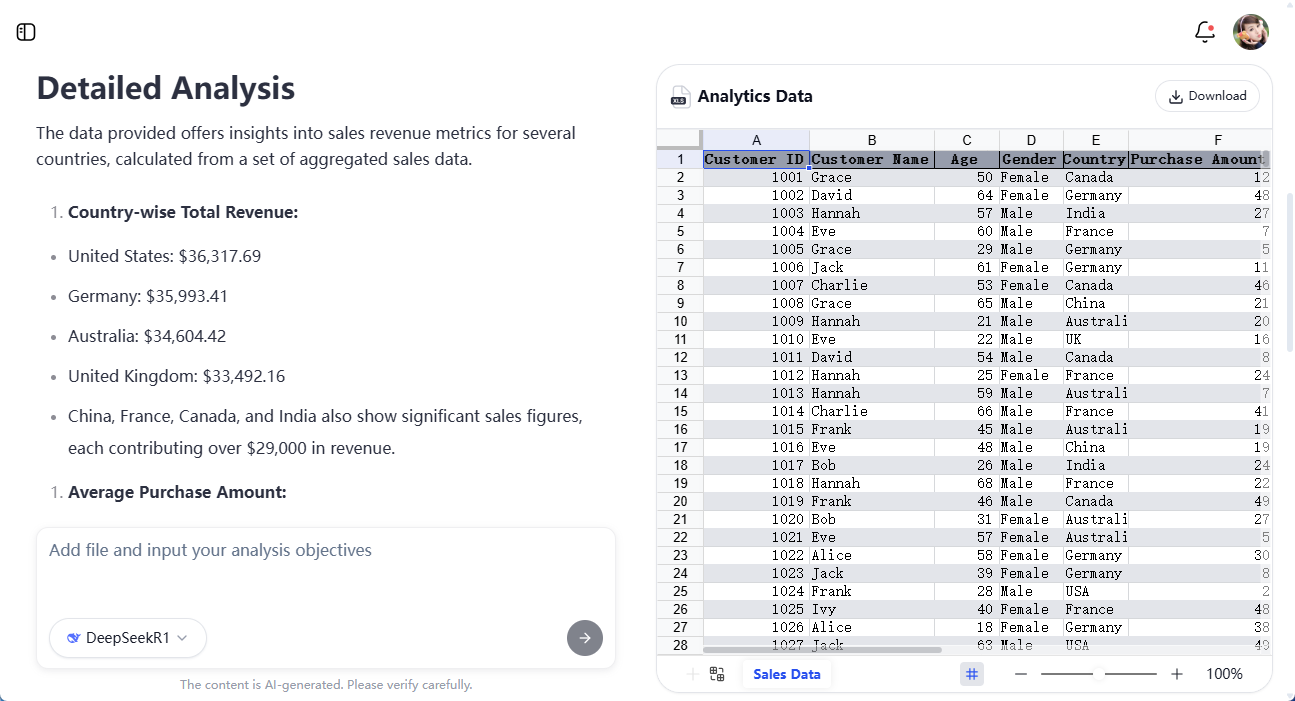 Detailed Analysis
The data provided offers insights into sales revenue metrics for several
countries, calculated from a set of aggregated sales data.
1. Country-wise Total Revenue:
• United States: $36,317.69
• Germany: $35,993.41
• Australia: $34,604.42
• United Kingdom: $33,492.16
• China, France, Canada, and India also show significant sales figures,
each contributing over $29,000 in revenue.
1. Average Purchase Amount:
Add file and input your analysis objectives
DeepSeekR1
The content is AI-generated. Please verify carefully.
XLS Analytics Data
Download
A B C D E F
1 Customer ID Customer Name Age Gender Country Purchase Amount
2 1001 Grace 50 Female Canada 12
3 1002 David 64 Female Germany 48
4 1003 Hannah 57 Male India 27
5 1004 Eve 60 Male France 7
6 1005 Grace 29 Male Germany 5
7 1006 Jack 61 Female Germany 11
8 1007 Charlie 53 Female Canada 46
9 1008 Grace 65 Male China 21
10 1009 Hannah 21 Male Australi 20
11 1010 Eve 22 Male UK 16
12 1011 David 54 Male Canada 8
13 1012 Hannah 25 Female France 24
14 1013 Hannah 59 Male Australi 7
15 1014 Charlie 66 Male France 41
16 1015 Frank 45 Male Australi 19
17 1016 Eve 48 Male China 19
18 1017 Bob 26 Male India 24
19 1018 Hannah 68 Male France 22
20 1019 Frank 46 Male Canada 49
21 1020 Bob 31 Female Australi 27
22 1021 Eve 57 Female Australi 5
23 1022 Alice 58 Female Germany 30
24 1023 Jack 39 Female Germany 8
25 1024 Frank 28 Male USA 2
26 1025 Ivy 40 Female France 48
27 1026 Alice 18 Female Germany 38
28 1027 Jack 63 Male USA 49
Sales Data
100%